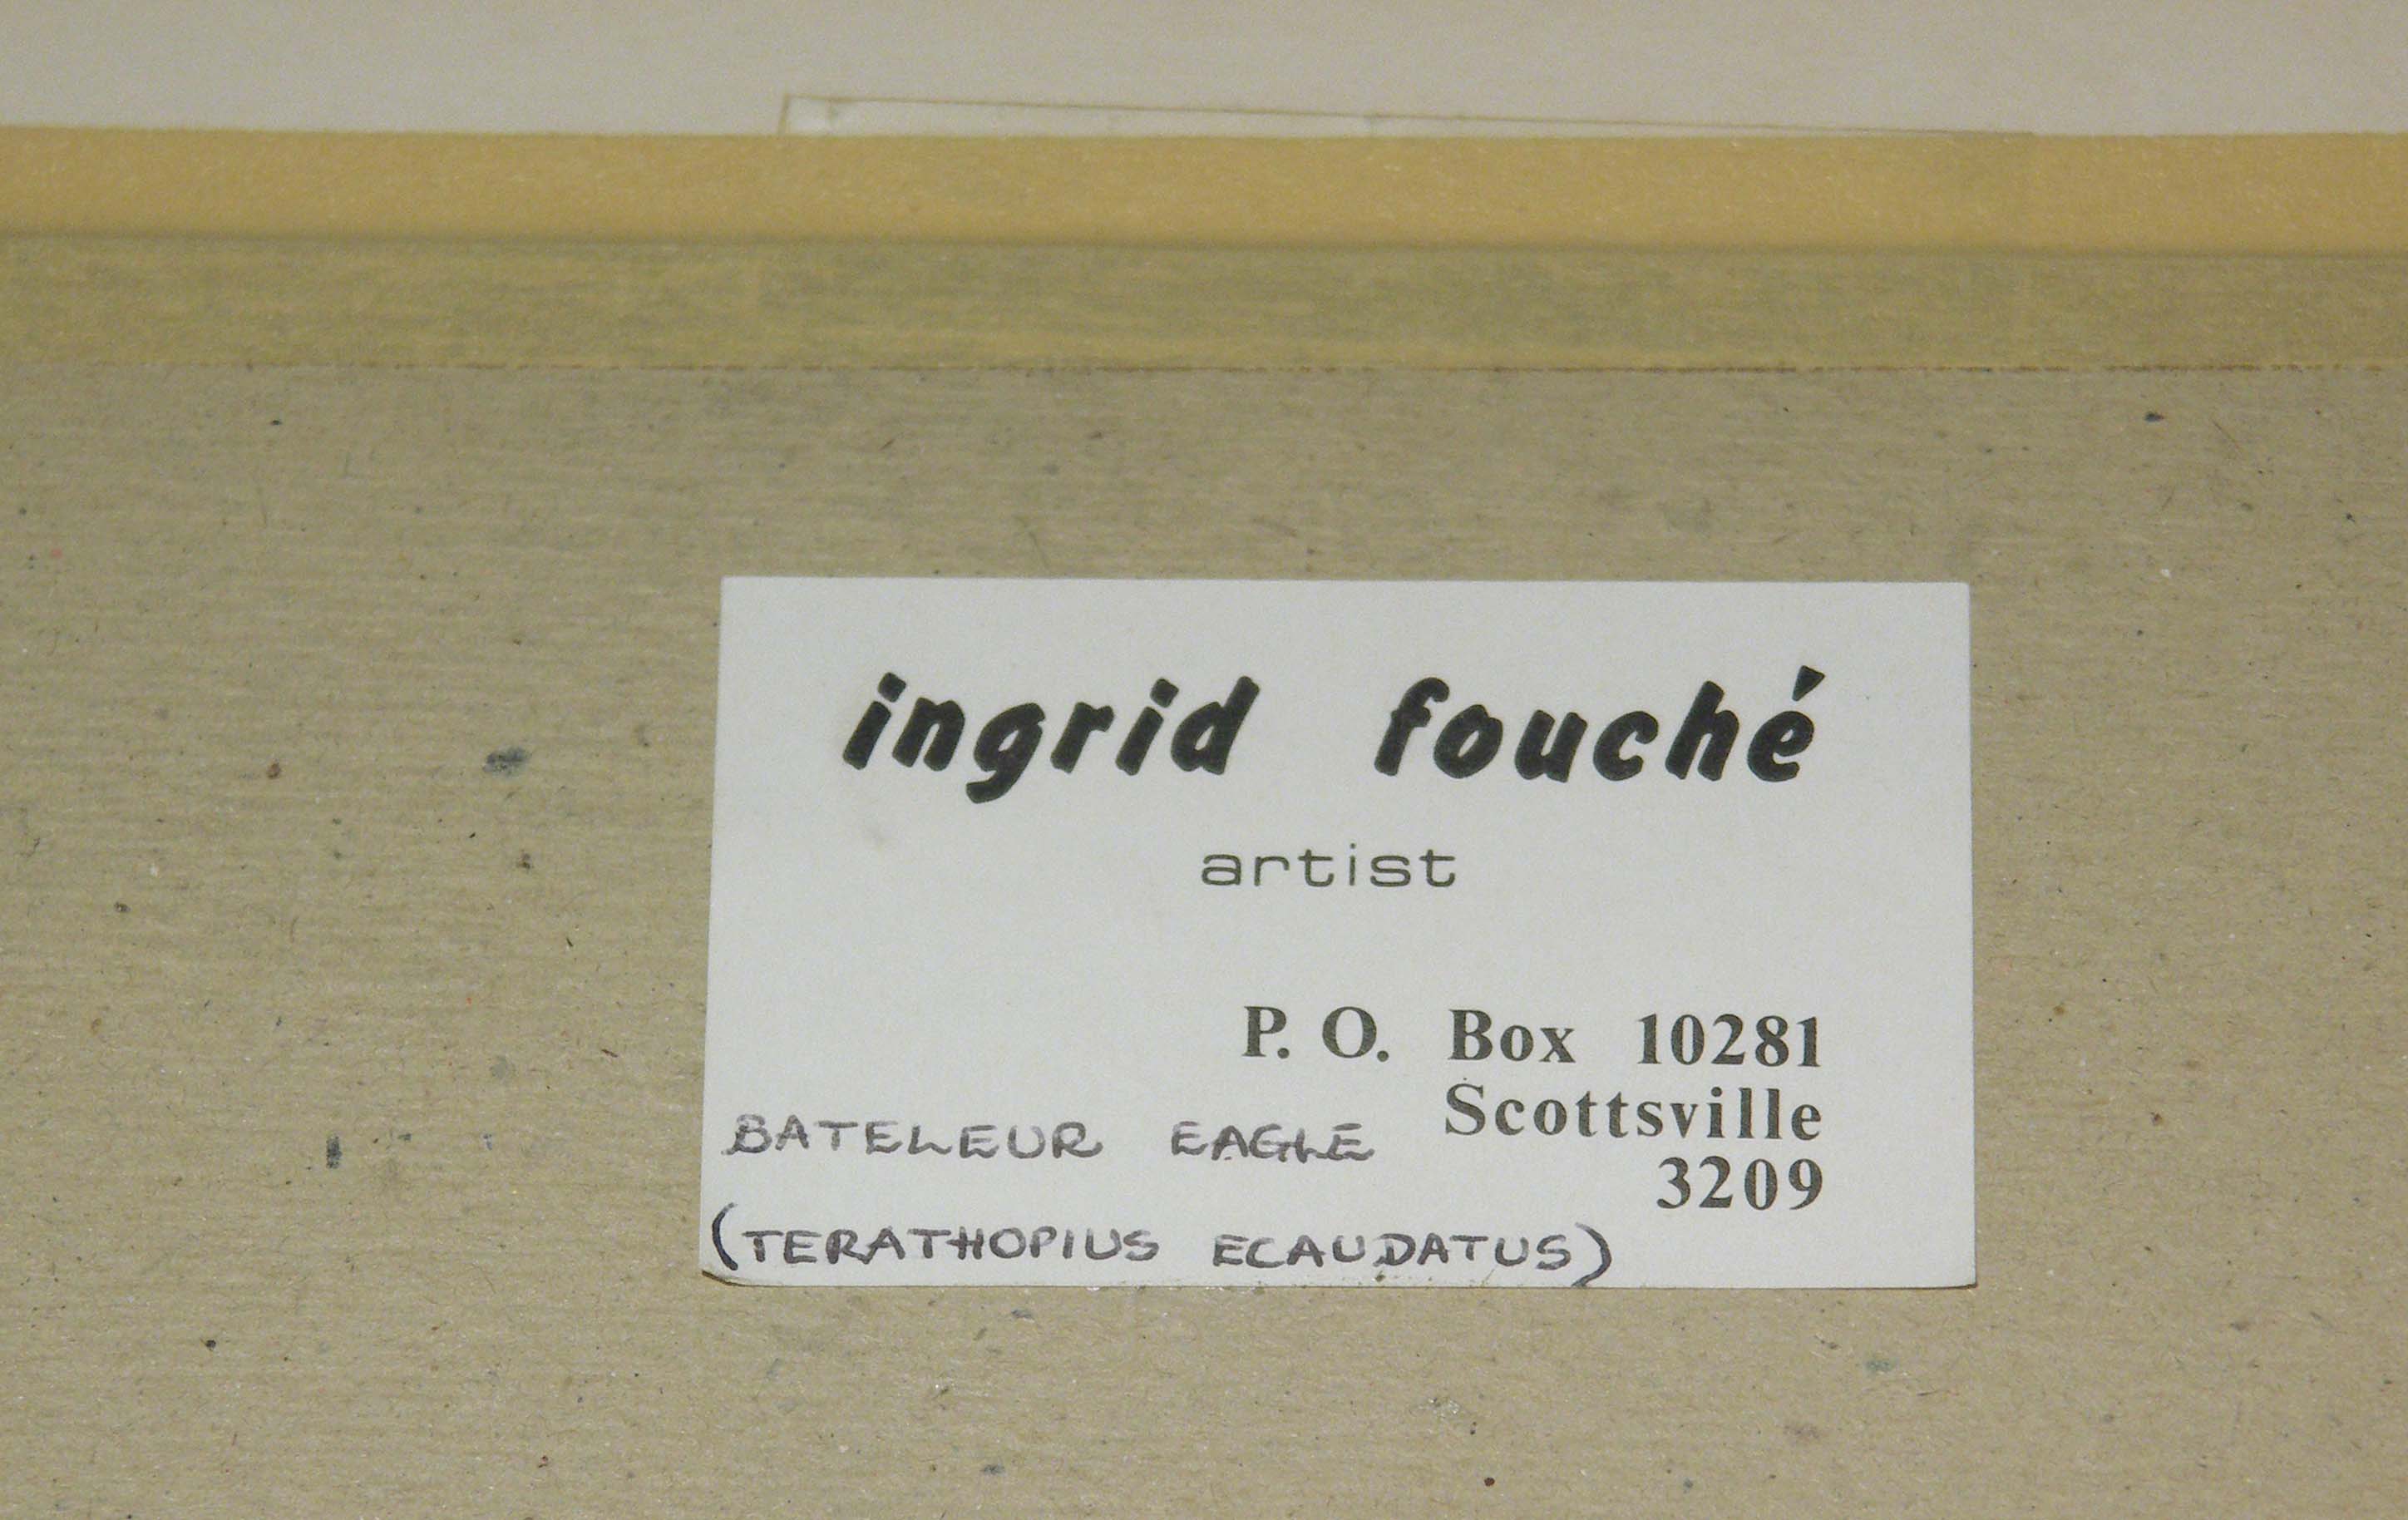 ingrid fouché
artist
P. O. Box 10281
Scottsville
3209
BATELEUR EAGLE
(TERATHOPIUS ECAUDATUS)